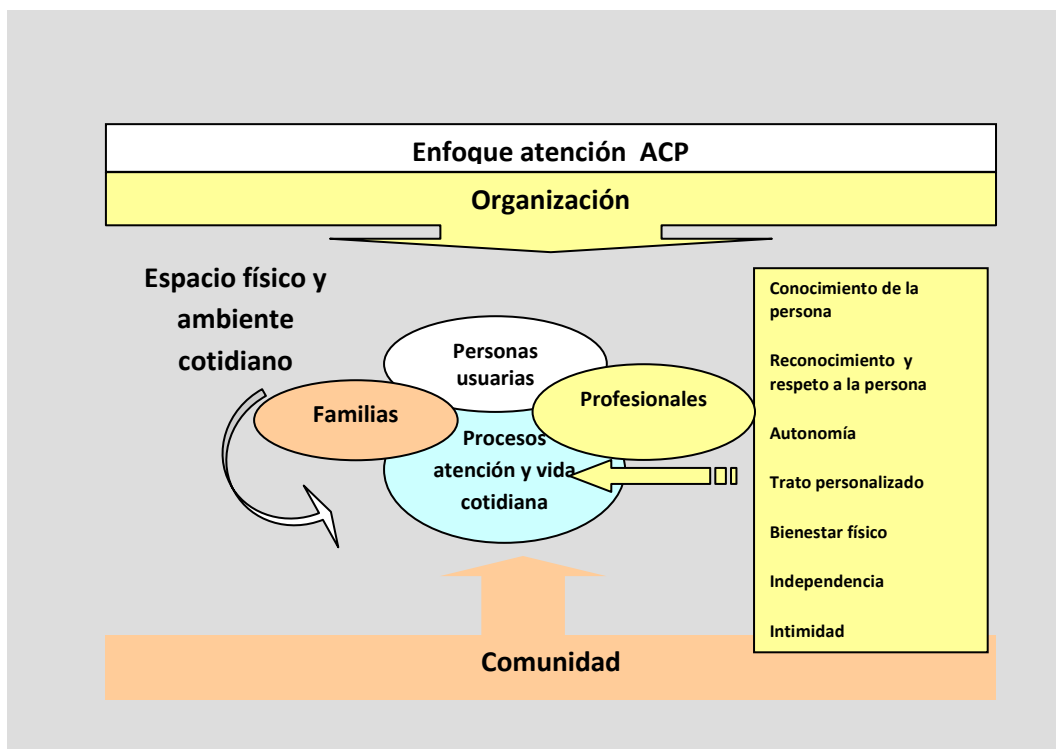 Enfoque atención ACP
Organización
Espacio físico y
ambiente
cotidiano
Personas
usuarias
Familias
Profesionales
Procesos
atención y vida
cotidiana
Conocimiento de la
persona
Reconocimiento y
respeto a la persona
Autonomía
Trato personalizado
Bienestar físico
Independencia
Intimidad
Comunidad